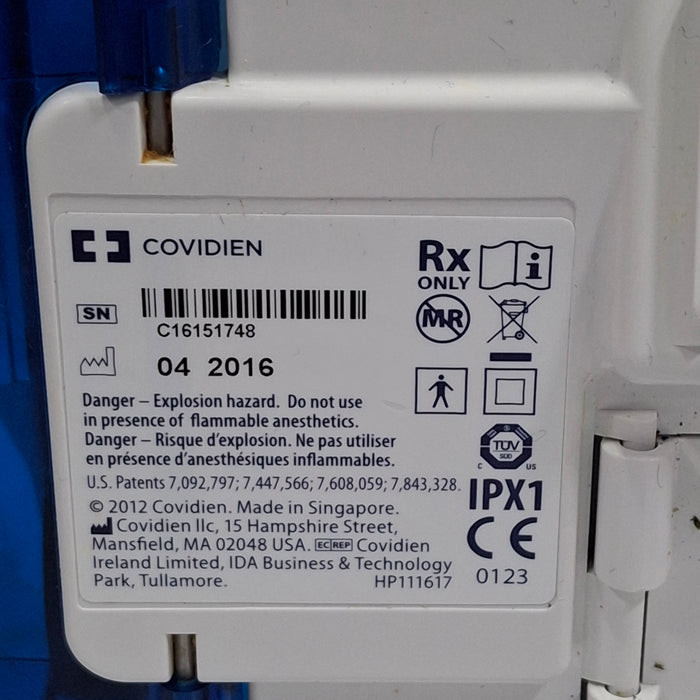 COVIDIEN
Rx
ONLY
SN
C16151748
MR
04 2016
Danger – Explosion hazard. Do not use
in presence of flammable anesthetics.
Danger – Risque d'explosion. Ne pas utiliser
en présence d'anesthésiques inflammables.
TÜV
SÜD
C US
U.S. Patents 7,092,797; 7,447,566; 7,608,059; 7,843,328.
IPX1
© 2012 Covidien. Made in Singapore.
Covidien llc, 15 Hampshire Street,
Mansfield, MA 02048 USA. EC REP Covidien
Ireland Limited, IDA Business & Technology
Park, Tullamore. HP111617
CE
0123